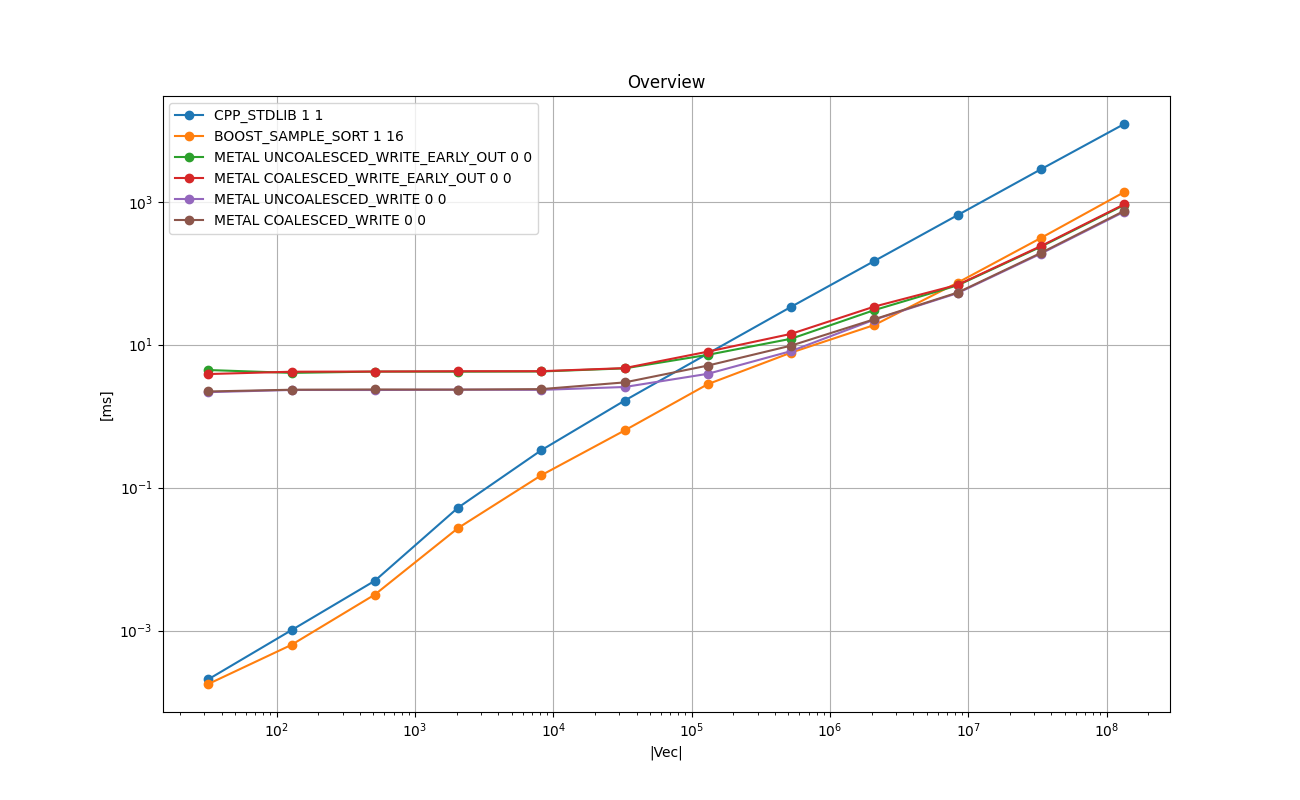 Overview
CPP_STDLIB 1 1
BOOST_SAMPLE_SORT 1 16
METAL UNCOALESCED_WRITE_EARLY_OUT 0 0
METAL COALESCED_WRITE_EARLY_OUT 0 0
METAL UNCOALESCED_WRITE 0 0
METAL COALESCED_WRITE 0 0
10³
10¹
10⁻¹
10⁻³
[ms]
10² 10³ 10⁴ 10⁵ 10⁶ 10⁷ 10⁸
|Vec|